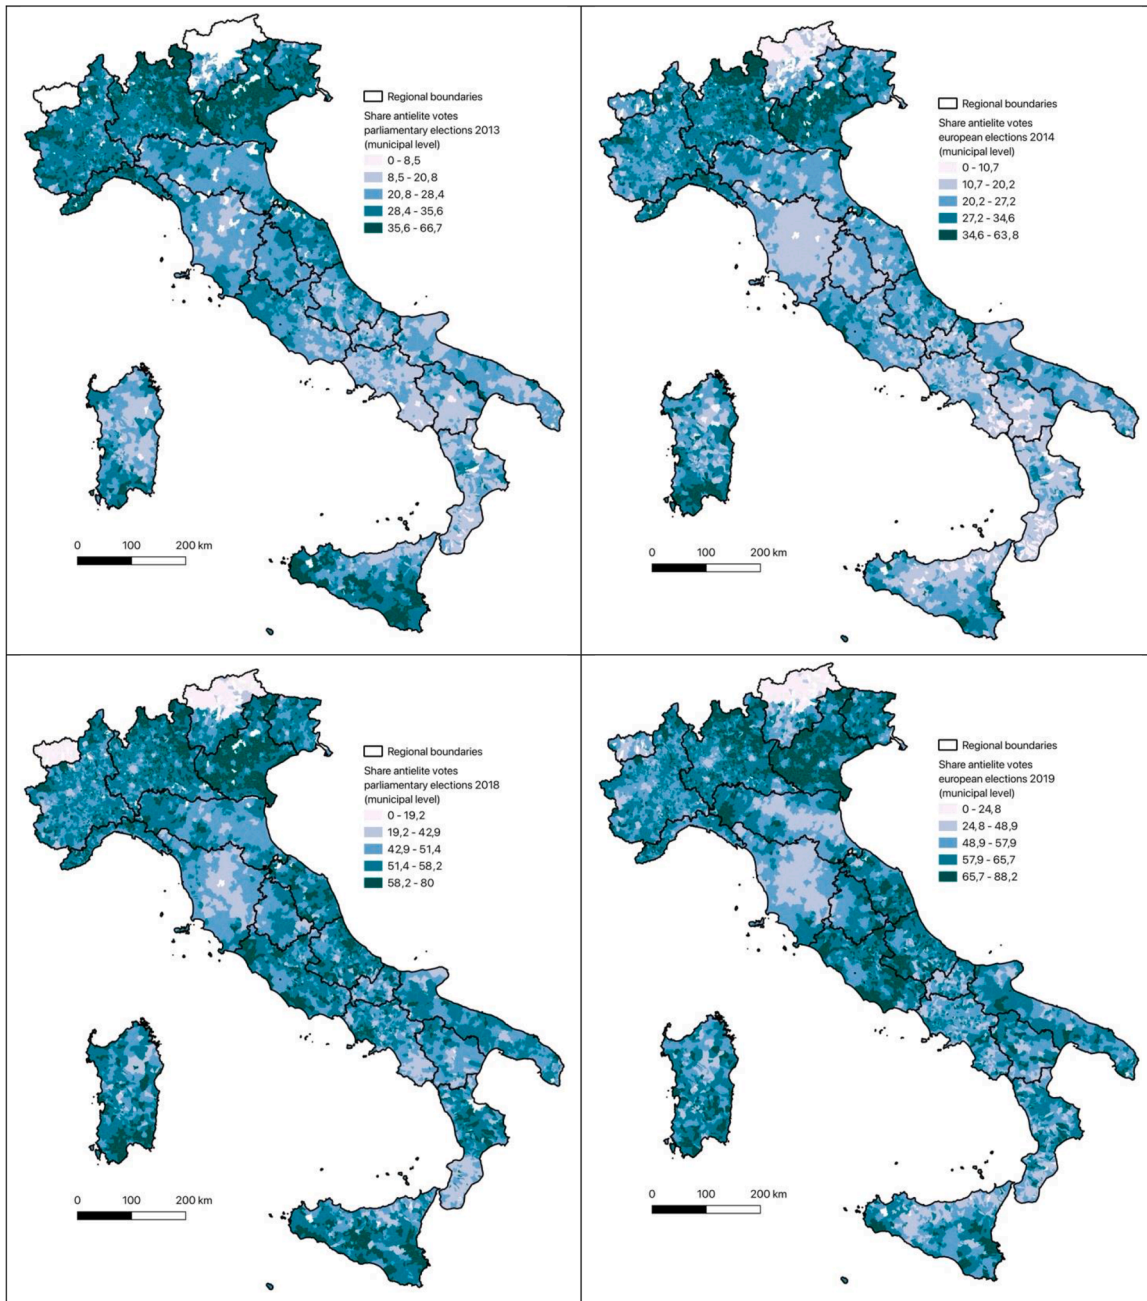 Regional boundaries
Share antielite votes
parliamentary elections 2013
(municipal level)
0 - 8,5
8,5 - 20,8
20,8 - 28,4
28,4 - 35,6
35,6 - 66,7
0 100 200 km
Regional boundaries
Share antielite votes
european elections 2014
(municipal level)
0 - 10,7
10,7 - 20,2
20,2 - 27,2
27,2 - 34,6
34,6 - 63,8
0 100 200 km
Regional boundaries
Share antielite votes
parliamentary elections 2018
(municipal level)
0 - 19,2
19,2 - 42,9
42,9 - 51,4
51,4 - 58,2
58,2 - 80
0 100 200 km
Regional boundaries
Share antielite votes
european elections 2019
(municipal level)
0 - 24,8
24,8 - 48,9
48,9 - 57,9
57,9 - 65,7
65,7 - 88,2
0 100 200 km